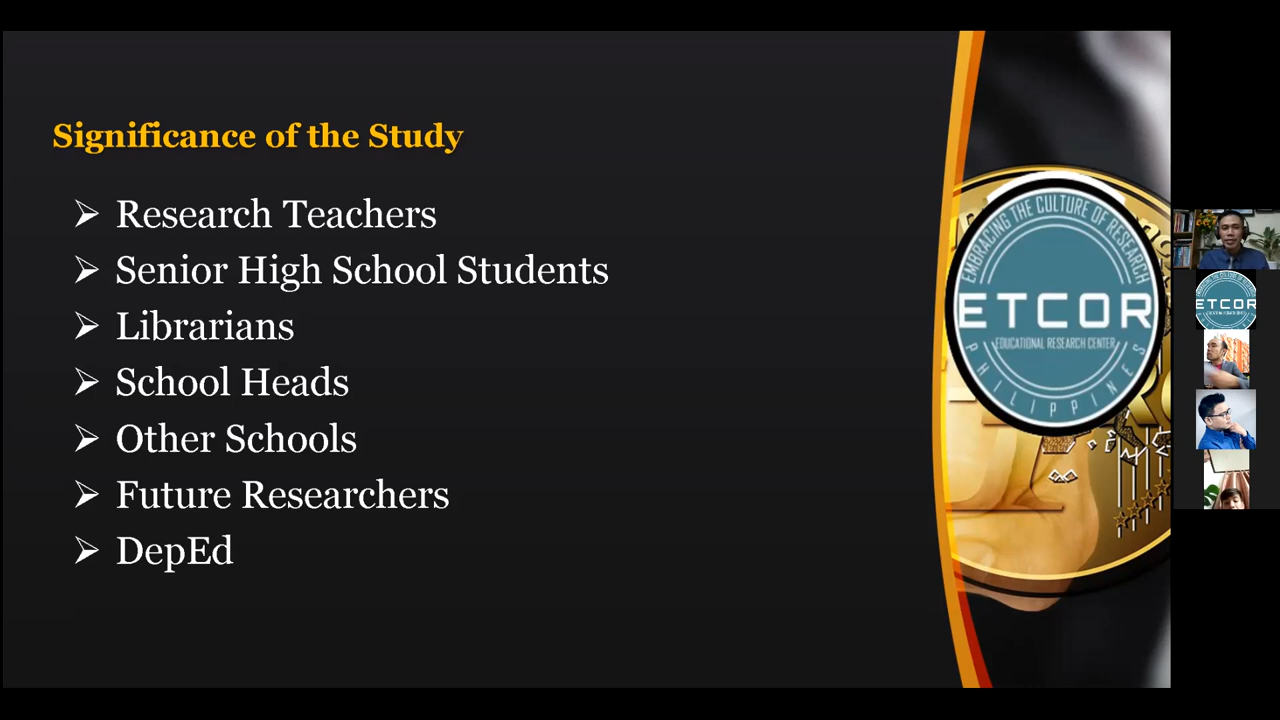 Significance of the Study
Research Teachers
Senior High School Students
Librarians
School Heads
Other Schools
Future Researchers
DepEd
EMBRACING THE CULTURE OF RESEARCH
ETCOR
EDUCATIONAL RESEARCH CENTER
PHILIPPINES
ETCOR